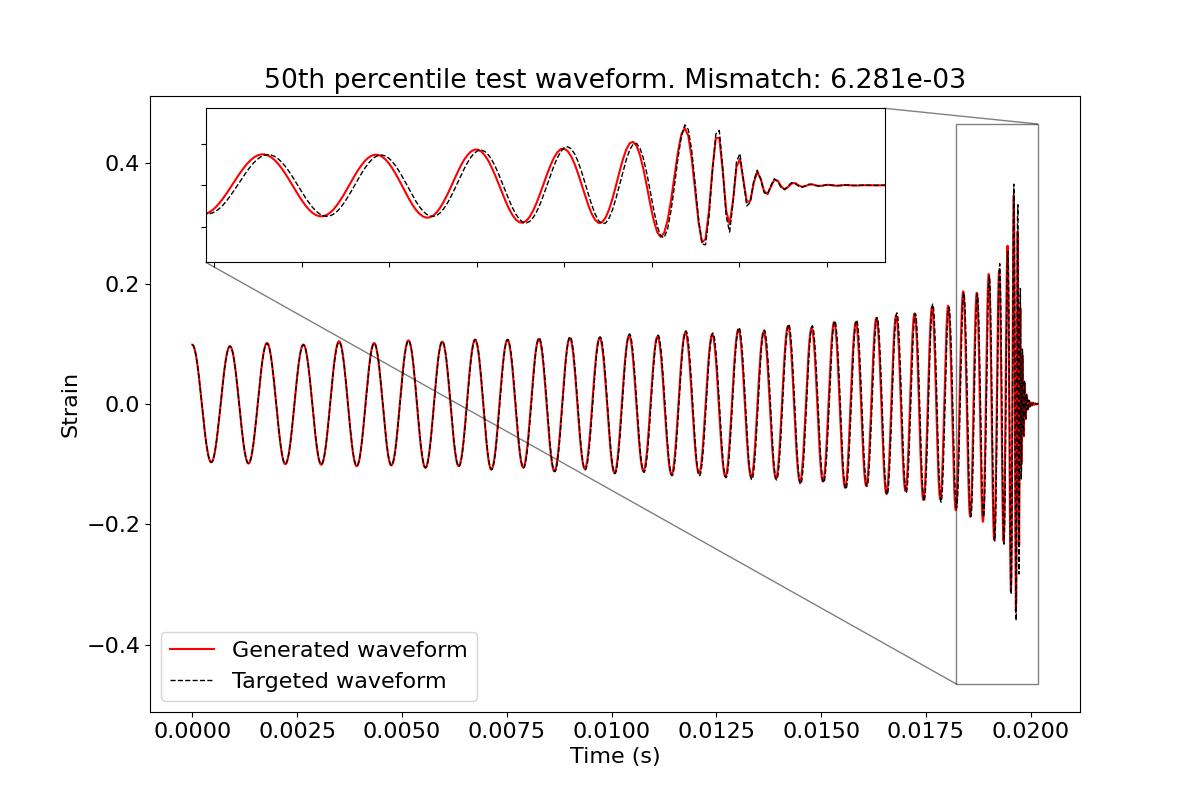 50th percentile test waveform. Mismatch: 6.281e-03
0.4
0.2
0.0
−0.2
−0.4
Strain
Generated waveform
Targeted waveform
0.0000 0.0025 0.0050 0.0075 0.0100 0.0125 0.0150 0.0175 0.0200
Time (s)